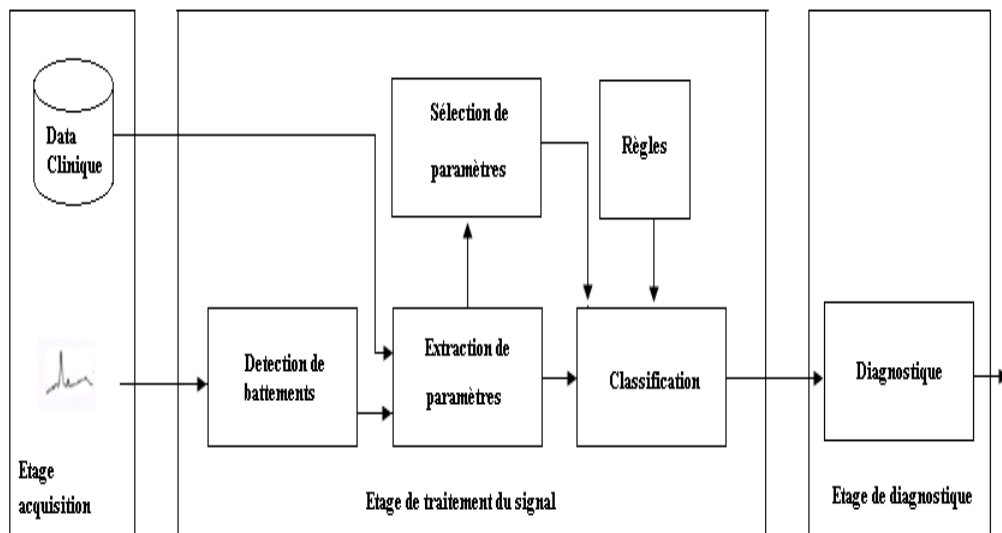 Data
Clinique
Sélection de
paramètres
Règles
Detection de
battements
Extraction de
paramètres
Classification
Diagnostique
Etage
acquisition
Etage de traitement du signal
Etage de diagnostique